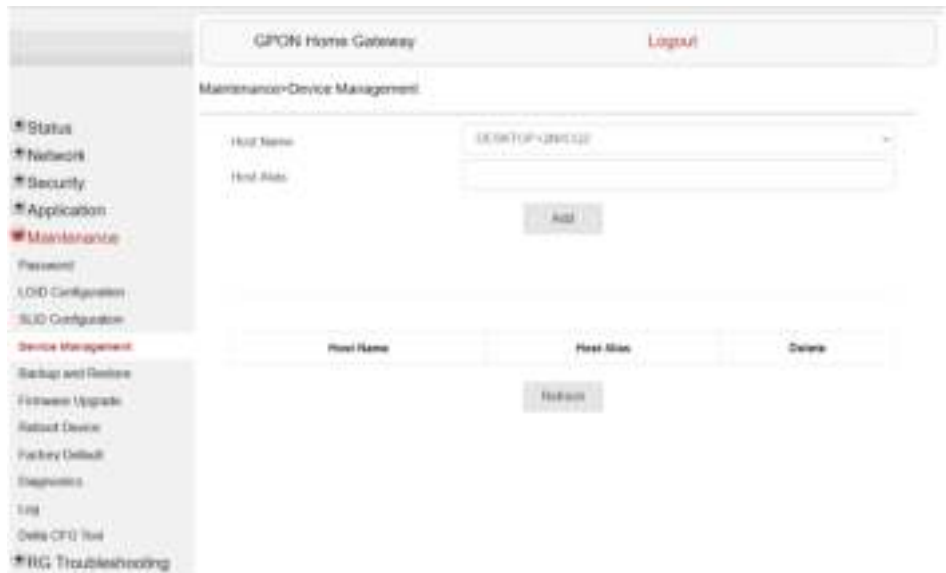 GPON Home Gateway
Logout
Maintenance>Device Management
Status
Network
Security
Application
Maintenance
Password
LOID Configuration
SLID Configuration
Device Management
Backup and Restore
Firmware Upgrade
Reboot Device
Factory Default
Diagnostics
Log
RG Troubleshooting
Host Name
Host Alias
Add
Host Name
Host Alias
Delete
Refresh